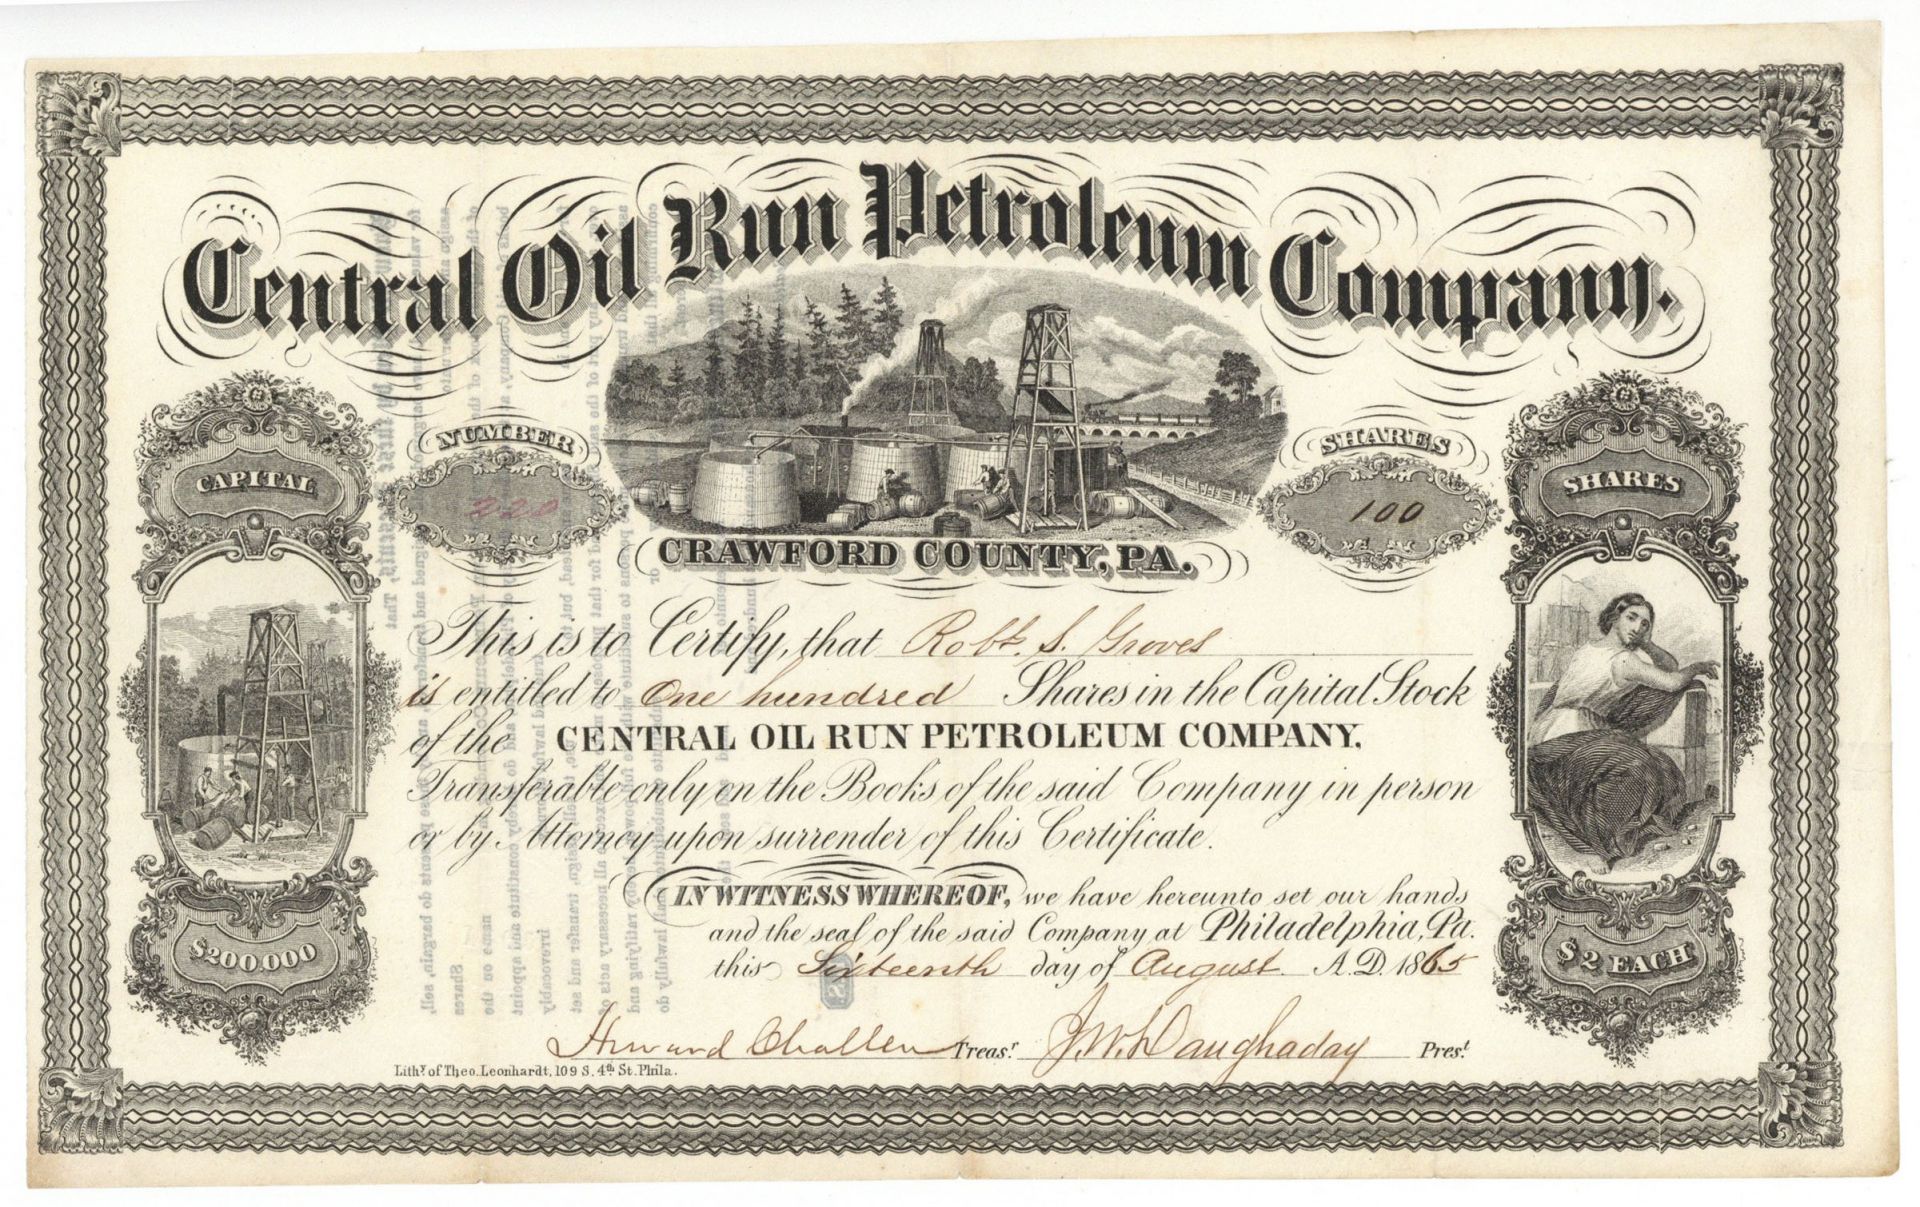 Central Oil Run Petroleum Company.
NUMBER
SHARES
CAPITAL
SHARES
220
100
CRAWFORD COUNTY, PA.
This is to Certify, that Robt. S. Groves
is entitled to One hundred Shares in the Capital Stock
of the CENTRAL OIL RUN PETROLEUM COMPANY,
Transferable only on the Books of the said Company in person
or by Attorney upon surrender of this Certificate.
IN WITNESS WHEREOF, we have hereunto set our hands
and the seal of the said Company at Philadelphia, Pa.
this Sixteenth day of August A.D. 1865
$200.000
$2 EACH
Howard Challen Treasr. J. W. Daughaday Prest.
Lithy. of Theo. Leonhardt, 109 S. 4th St. Phila.